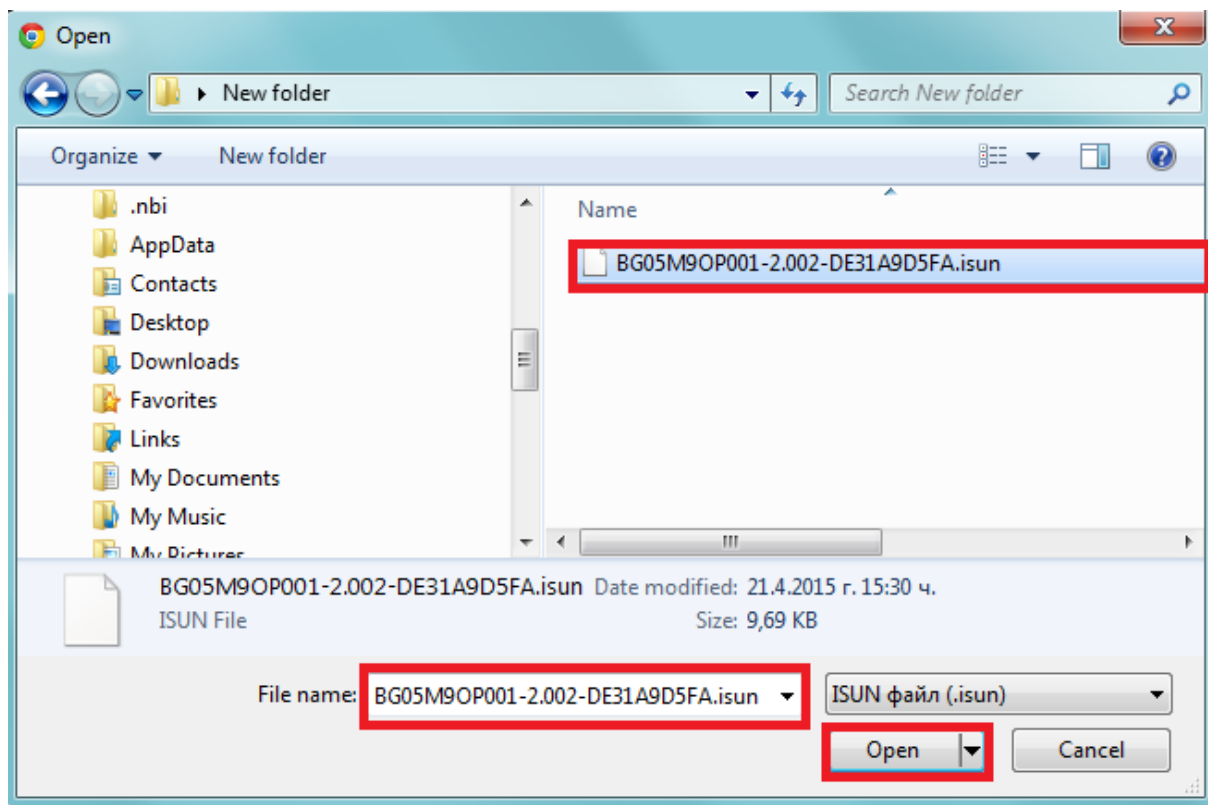 Open
New folder
Search New folder
Organize
New folder
.nbi
AppData
Contacts
Desktop
Downloads
Favorites
Links
My Documents
My Music
My Pictures
Name
BG05M9OP001-2.002-DE31A9D5FA.isun
BG05M9OP001-2.002-DE31A9D5FA.isun Date modified: 21.4.2015 г. 15:30 ч.
ISUN File Size: 9,69 KB
File name: BG05M9OP001-2.002-DE31A9D5FA.isun ISUN файл (.isun)
Open Cancel